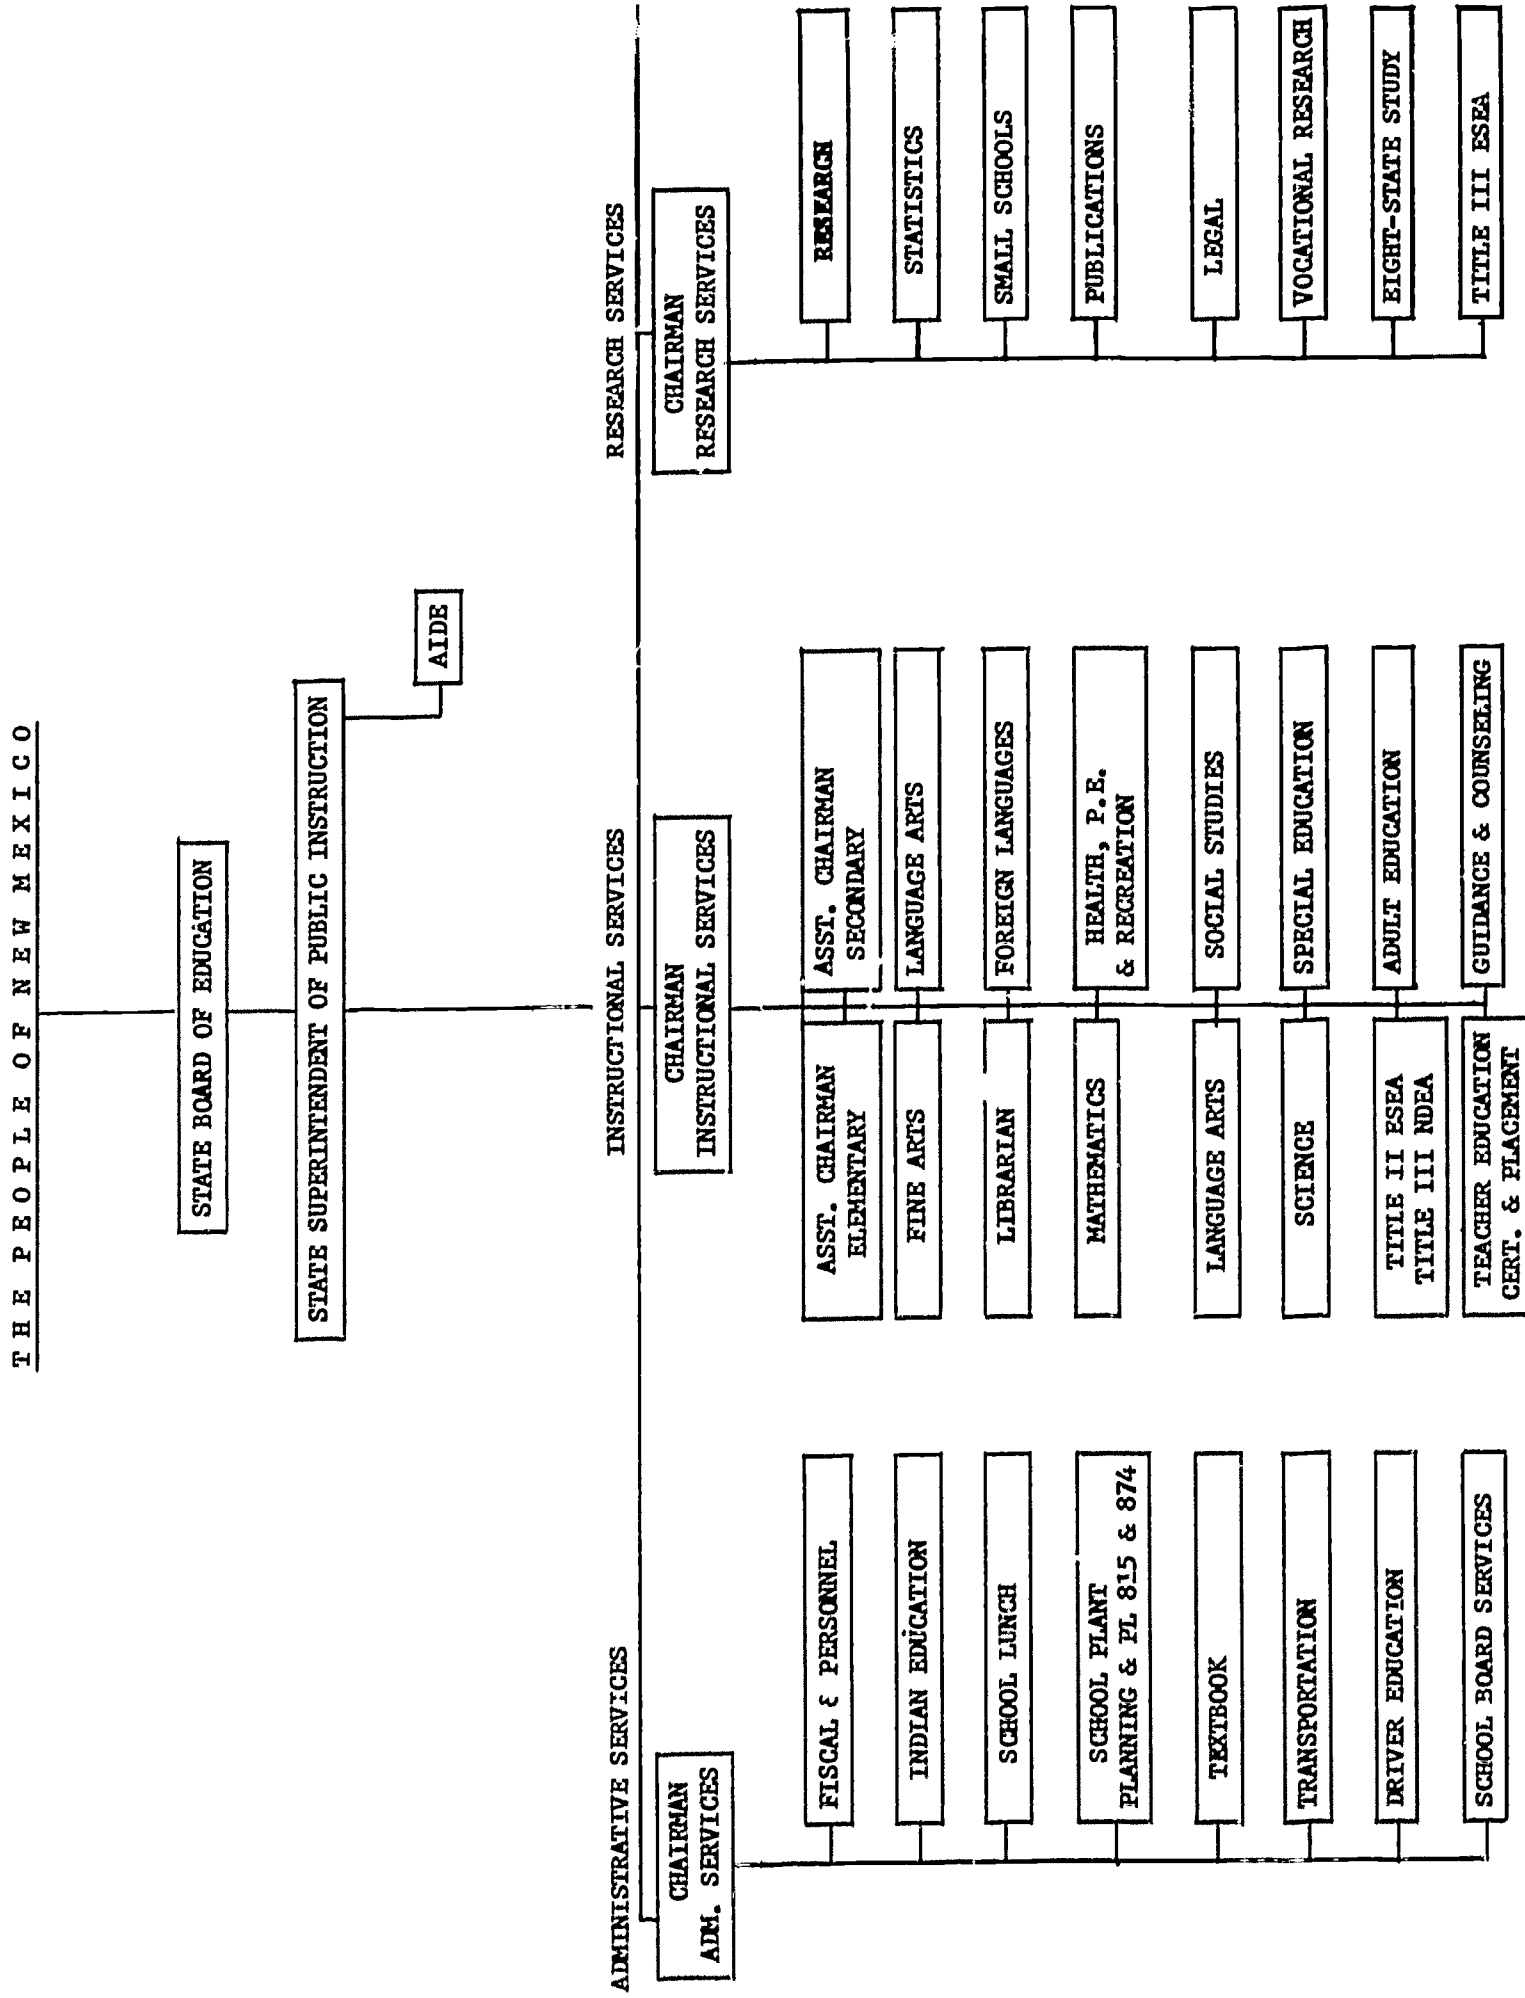 THE PEOPLE OF NEW MEXICO
STATE BOARD OF EDUCATION
STATE SUPERINTENDENT OF PUBLIC INSTRUCTION
AIDE
ADMINISTRATIVE SERVICES
CHAIRMAN
ADM. SERVICES
FISCAL & PERSONNEL
INDIAN EDUCATION
SCHOOL LUNCH
SCHOOL PLANT
PLANNING & PL 815 & 874
TEXTBOOK
TRANSPORTATION
DRIVER EDUCATION
SCHOOL BOARD SERVICES
INSTRUCTIONAL SERVICES
CHAIRMAN
INSTRUCTIONAL SERVICES
ASST. CHAIRMAN
ELEMENTARY
FINE ARTS
LIBRARIAN
MATHEMATICS
LANGUAGE ARTS
SCIENCE
TITLE II ESEA
TITLE III NDEA
TEACHER EDUCATION
CERT. & PLACEMENT
ASST. CHAIRMAN
SECONDARY
LANGUAGE ARTS
FOREIGN LANGUAGES
HEALTH, P.E.
& RECREATION
SOCIAL STUDIES
SPECIAL EDUCATION
ADULT EDUCATION
GUIDANCE & COUNSELING
RESEARCH SERVICES
CHAIRMAN
RESEARCH SERVICES
RESEARCH
STATISTICS
SMALL SCHOOLS
PUBLICATIONS
LEGAL
VOCATIONAL RESEARCH
EIGHT-STATE STUDY
TITLE III ESEA